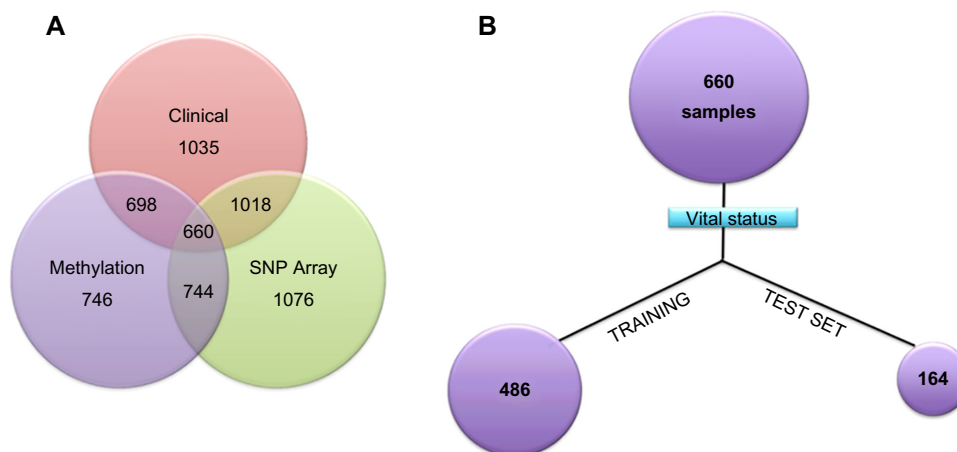 A
Clinical
1035
698
1018
660
Methylation
746
744
SNP Array
1076
B
660
samples
Vital status
TRAINING
TEST SET
486
164